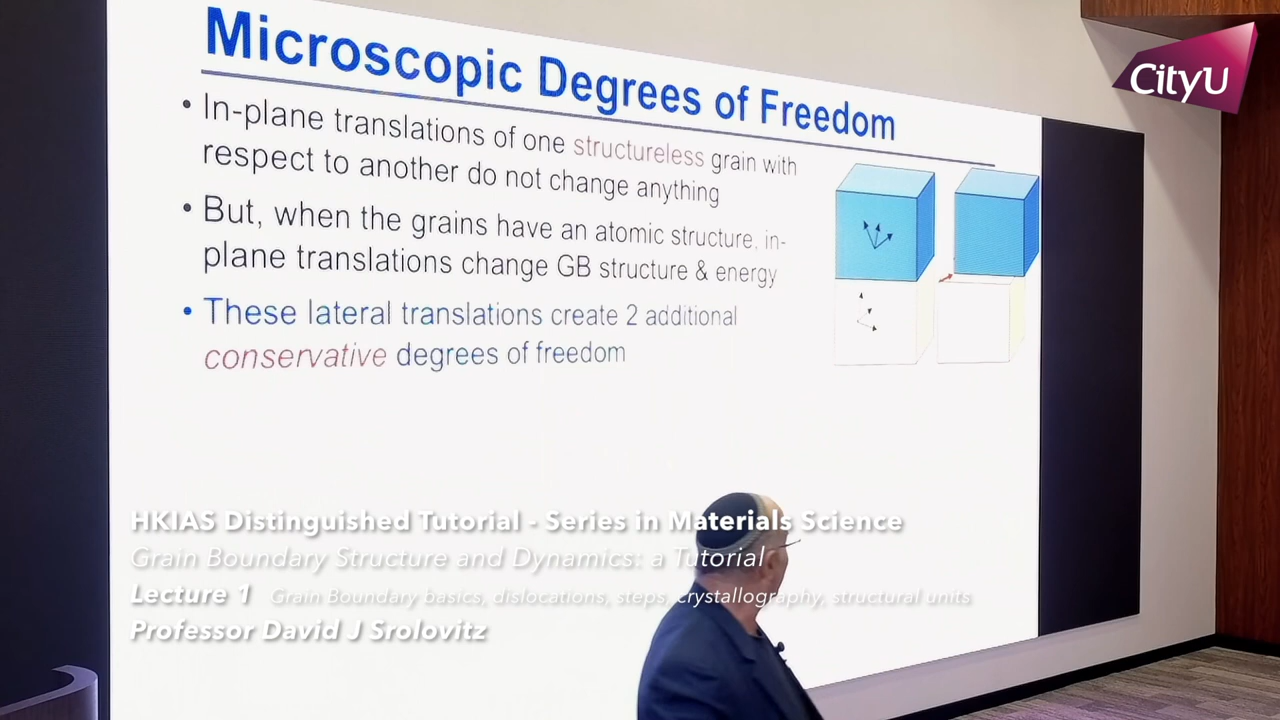 Microscopic Degrees of Freedom
• In-plane translations of one structureless grain with
respect to another do not change anything
• But, when the grains have an atomic structure, in-
plane translations change GB structure & energy
• These lateral translations create 2 additional
conservative degrees of freedom
CityU
HKIAS Distinguished Tutorial - Series in Materials Science
Grain Boundary Structure and Dynamics: a Tutorial
Lecture 1 Grain Boundary basics, dislocations, steps, crystallography, structural units
Professor David J Srolovitz